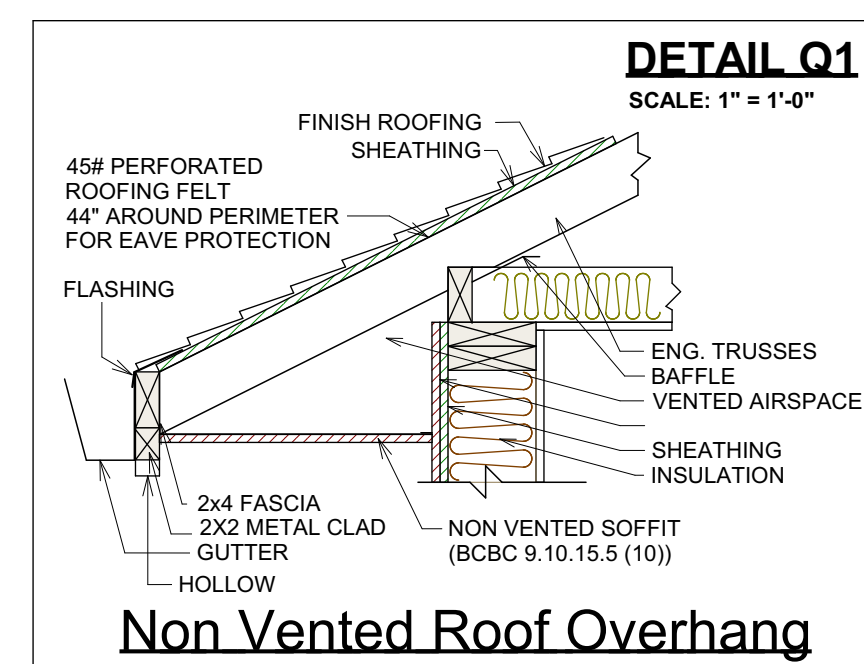 DETAIL Q1
SCALE: 1" = 1'-0"
FINISH ROOFING
SHEATHING
45# PERFORATED
ROOFING FELT
44" AROUND PERIMETER
FOR EAVE PROTECTION
FLASHING
ENG. TRUSSES
BAFFLE
VENTED AIRSPACE
SHEATHING
INSULATION
2x4 FASCIA
2X2 METAL CLAD
GUTTER
HOLLOW
NON VENTED SOFFIT
(BCBC 9.10.15.5 (10))
Non Vented Roof Overhang